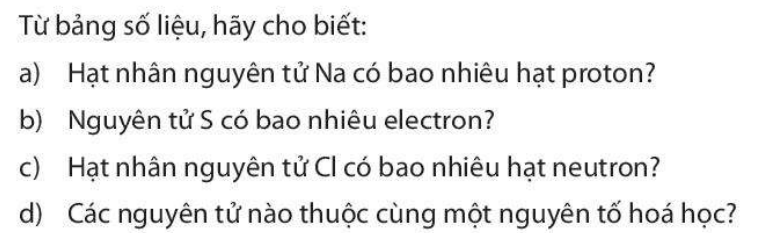 Từ bảng số liệu, hãy cho biết:
a) Hạt nhân nguyên tử Na có bao nhiêu hạt proton?
b) Nguyên tử S có bao nhiêu electron?
c) Hạt nhân nguyên tử Cl có bao nhiêu hạt neutron?
d) Các nguyên tử nào thuộc cùng một nguyên tố hoá học?